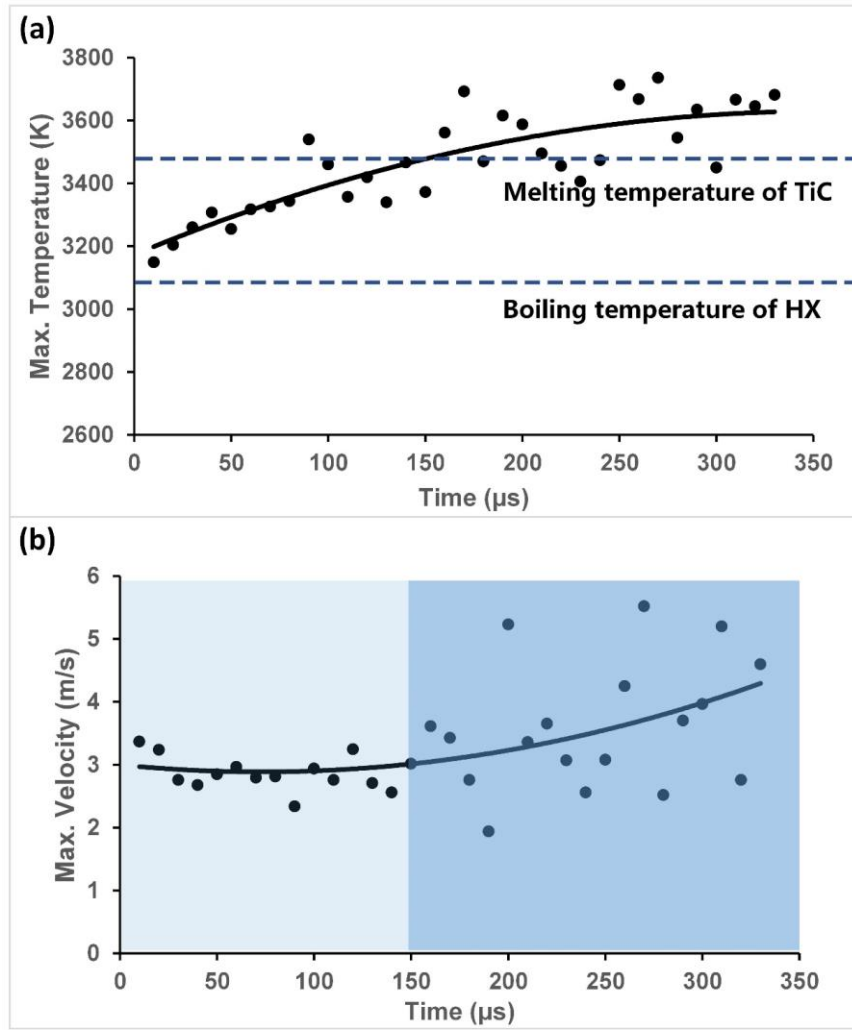 (a)
3800
3600
3400
3200
3000
2800
2600
Max. Temperature (K)
Melting temperature of TiC
Boiling temperature of HX
0 50 100 150 200 250 300 350
Time (µs)
(b)
6
5
4
3
2
1
0
Max. Velocity (m/s)
0 50 100 150 200 250 300 350
Time (µs)